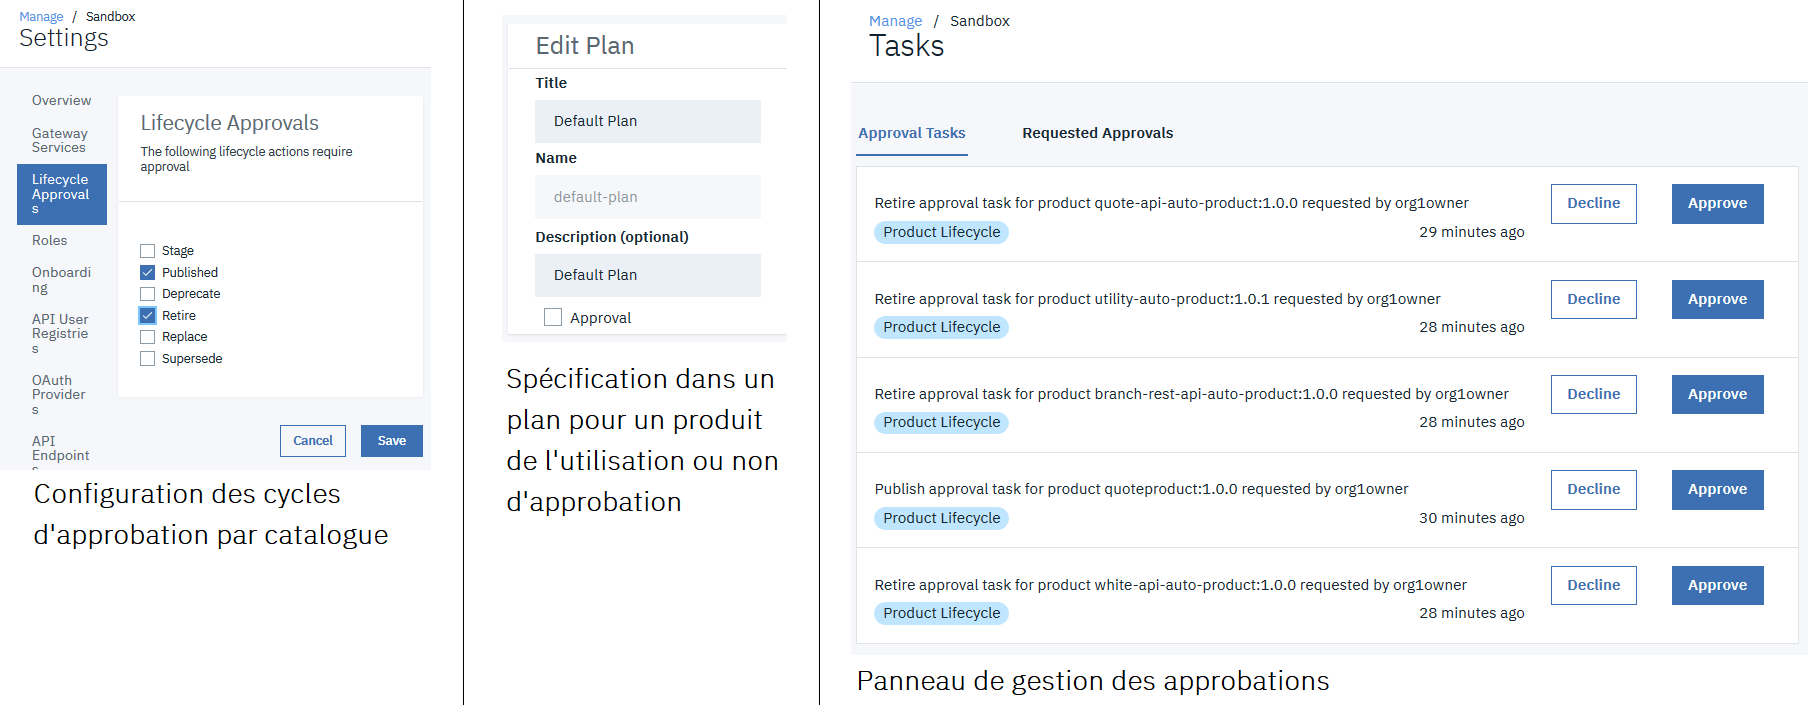 Manage / Sandbox
Settings
Overview
Gateway
Services
Lifecycle
Approval
s
Roles
Onboardi
ng
API User
Registrie
s
OAuth
Provider
s
API
Endpoint
Lifecycle Approvals
The following lifecycle actions require
approval
Stage
Published
Deprecate
Retire
Replace
Supersede
Cancel Save
Configuration des cycles
d'approbation par catalogue
Edit Plan
Title
Default Plan
Name
default-plan
Description (optional)
Default Plan
Approval
Spécification dans un
plan pour un produit
de l'utilisation ou non
d'approbation
Manage / Sandbox
Tasks
Approval Tasks Requested Approvals
Retire approval task for product quote-api-auto-product:1.0.0 requested by org1owner
Product Lifecycle 29 minutes ago
Decline Approve
Retire approval task for product utility-auto-product:1.0.1 requested by org1owner
Product Lifecycle 28 minutes ago
Decline Approve
Retire approval task for product branch-rest-api-auto-product:1.0.0 requested by org1owner
Product Lifecycle 28 minutes ago
Decline Approve
Publish approval task for product quoteproduct:1.0.0 requested by org1owner
Product Lifecycle 30 minutes ago
Decline Approve
Retire approval task for product white-api-auto-product:1.0.0 requested by org1owner
Product Lifecycle 28 minutes ago
Decline Approve
Panneau de gestion des approbations